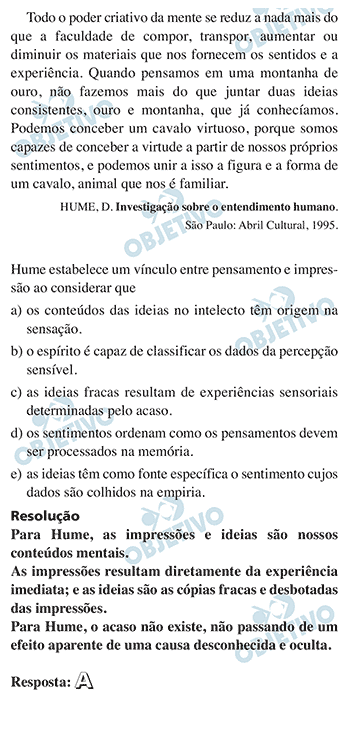 Todo o poder criativo da mente se reduz a nada mais do
que a faculdade de compor, transpor, aumentar ou
diminuir os materiais que nos fornecem os sentidos e a
experiência. Quando pensamos em uma montanha de
ouro, não fazemos mais do que juntar duas ideias
consistentes, ouro e montanha, que já conhecíamos.
Podemos conceber um cavalo virtuoso, porque somos
capazes de conceber a virtude a partir de nossos próprios
sentimentos, e podemos unir a isso a figura e a forma de
um cavalo, animal que nos é familiar.
HUME, D. Investigação sobre o entendimento humano.
São Paulo: Abril Cultural, 1995.
Hume estabelece um vínculo entre pensamento e impres-
são ao considerar que
a) os conteúdos das ideias no intelecto têm origem na
sensação.
b) o espírito é capaz de classificar os dados da percepção
sensível.
c) as ideias fracas resultam de experiências sensoriais
determinadas pelo acaso.
d) os sentimentos ordenam como os pensamentos devem
ser processados na memória.
e) as ideias têm como fonte específica o sentimento cujos
dados são colhidos na empiria.
Resolução
Para Hume, as impressões e ideias são nossos
conteúdos mentais.
As impressões resultam diretamente da experiência
imediata; e as ideias são as cópias fracas e desbotadas
das impressões.
Para Hume, o acaso não existe, não passando de um
efeito aparente de uma causa desconhecida e oculta.
Resposta: A
OBJETIVO
OBJETIVO
OBJETIVO
OBJETIVO
OBJETIVO
OBJETIVO
OBJETIVO